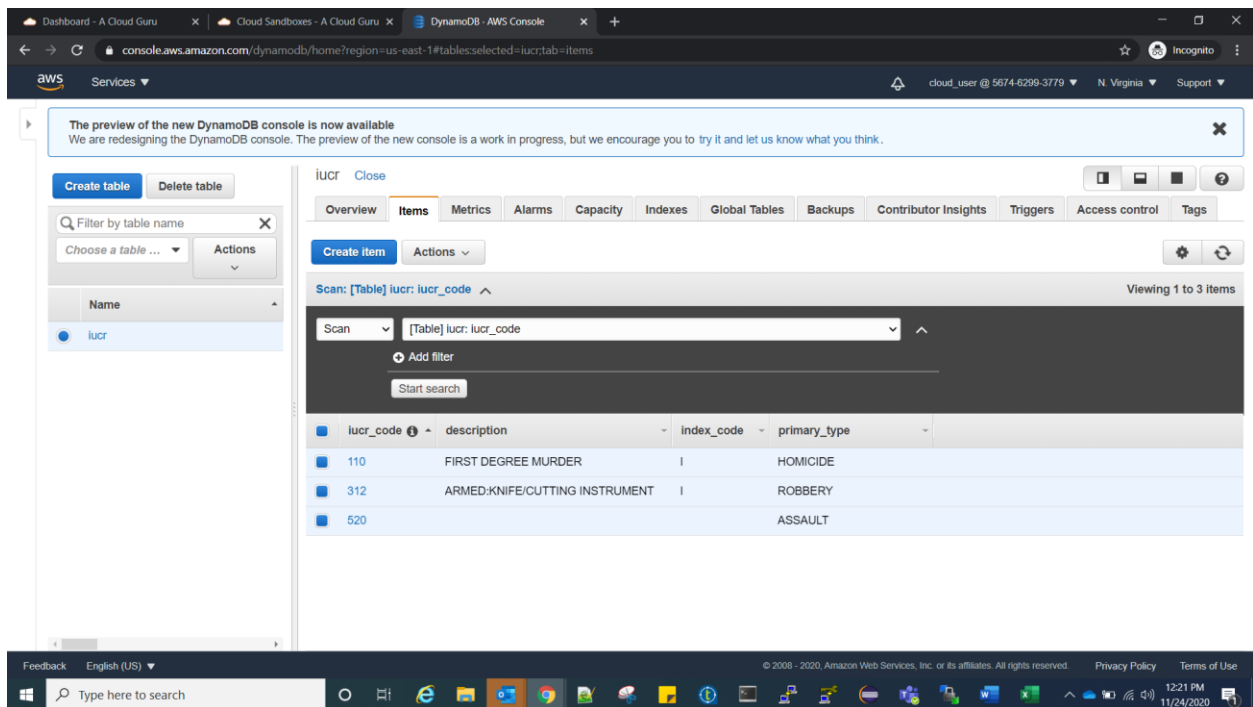 Dashboard - A Cloud Guru
Cloud Sandboxes - A Cloud Guru
DynamoDB - AWS Console
console.aws.amazon.com/dynamodb/home?region=us-east-1#tables:selected=iucr;tab=items
Incognito
aws Services
cloud_user @ 5674-6299-3779 N. Virginia Support
The preview of the new DynamoDB console is now available
We are redesigning the DynamoDB console. The preview of the new console is a work in progress, but we encourage you to try it and let us know what you think.
Create table Delete table
Filter by table name
Choose a table ... Actions
Name
iucr
iucr Close
Overview Items Metrics Alarms Capacity Indexes Global Tables Backups Contributor Insights Triggers Access control Tags
Create item Actions
Scan: [Table] iucr: iucr_code Viewing 1 to 3 items
Scan [Table] iucr: iucr_code
Add filter
Start search
iucr_code description index_code primary_type
110 FIRST DEGREE MURDER I HOMICIDE
312 ARMED:KNIFE/CUTTING INSTRUMENT I ROBBERY
520 ASSAULT
Feedback English (US) © 2008 - 2020, Amazon Web Services, Inc. or its affiliates. All rights reserved. Privacy Policy Terms of Use
Type here to search
12:21 PM
11/24/2020